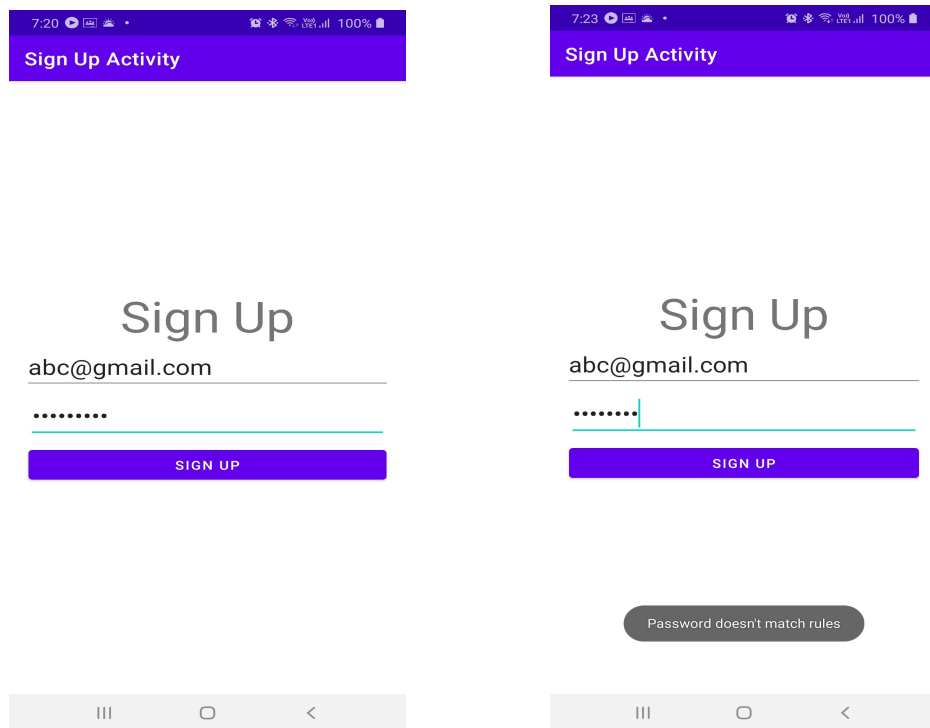 7:20
100%
Sign Up Activity
Sign Up
abc@gmail.com
•••••••••
SIGN UP
7:23
100%
Sign Up Activity
Sign Up
abc@gmail.com
••••••••
SIGN UP
Password doesn't match rules